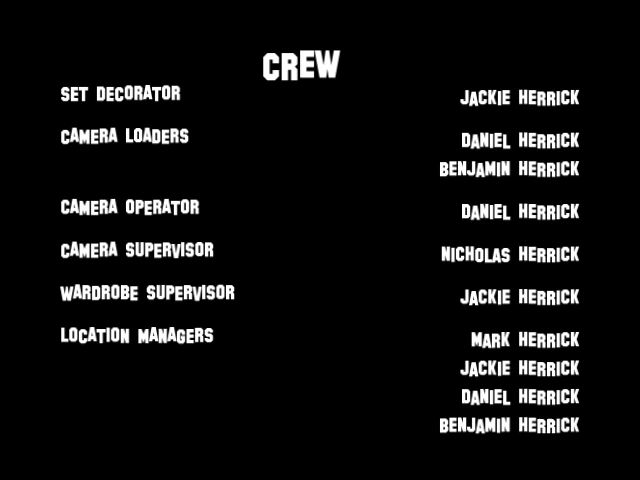 CREW
SET DECORATOR JACKIE HERRICK
CAMERA LOADERS DANIEL HERRICK
BENJAMIN HERRICK
CAMERA OPERATOR DANIEL HERRICK
CAMERA SUPERVISOR NICHOLAS HERRICK
WARDROBE SUPERVISOR JACKIE HERRICK
LOCATION MANAGERS MARK HERRICK
JACKIE HERRICK
DANIEL HERRICK
BENJAMIN HERRICK